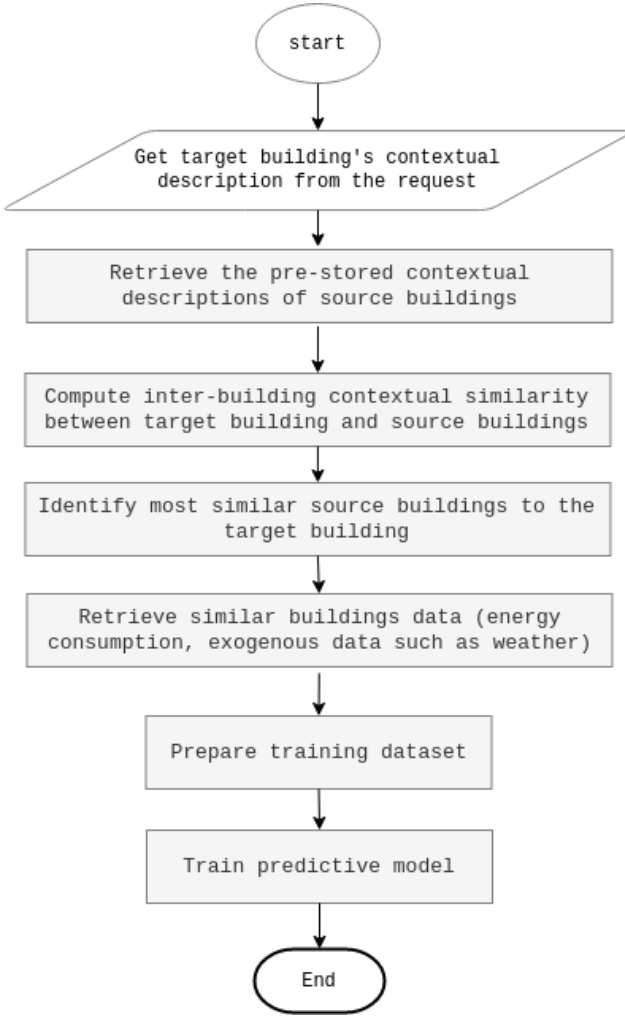 start
Get target building's contextual
description from the request
Retrieve the pre-stored contextual
descriptions of source buildings
Compute inter-building contextual similarity
between target building and source buildings
Identify most similar source buildings to the
target building
Retrieve similar buildings data (energy
consumption, exogenous data such as weather)
Prepare training dataset
Train predictive model
End